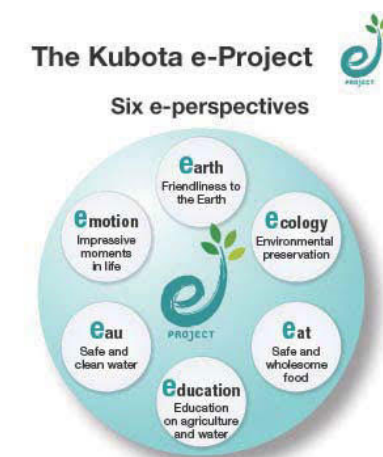 The Kubota e-Project
e
PROJECT
Six e-perspectives
earth
Friendliness to
the Earth
ecology
Environmental
preservation
eat
Safe and
wholesome
food
education
Education
on agriculture
and water
eau
Safe and
clean water
emotion
Impressive
moments
in life
e
PROJECT